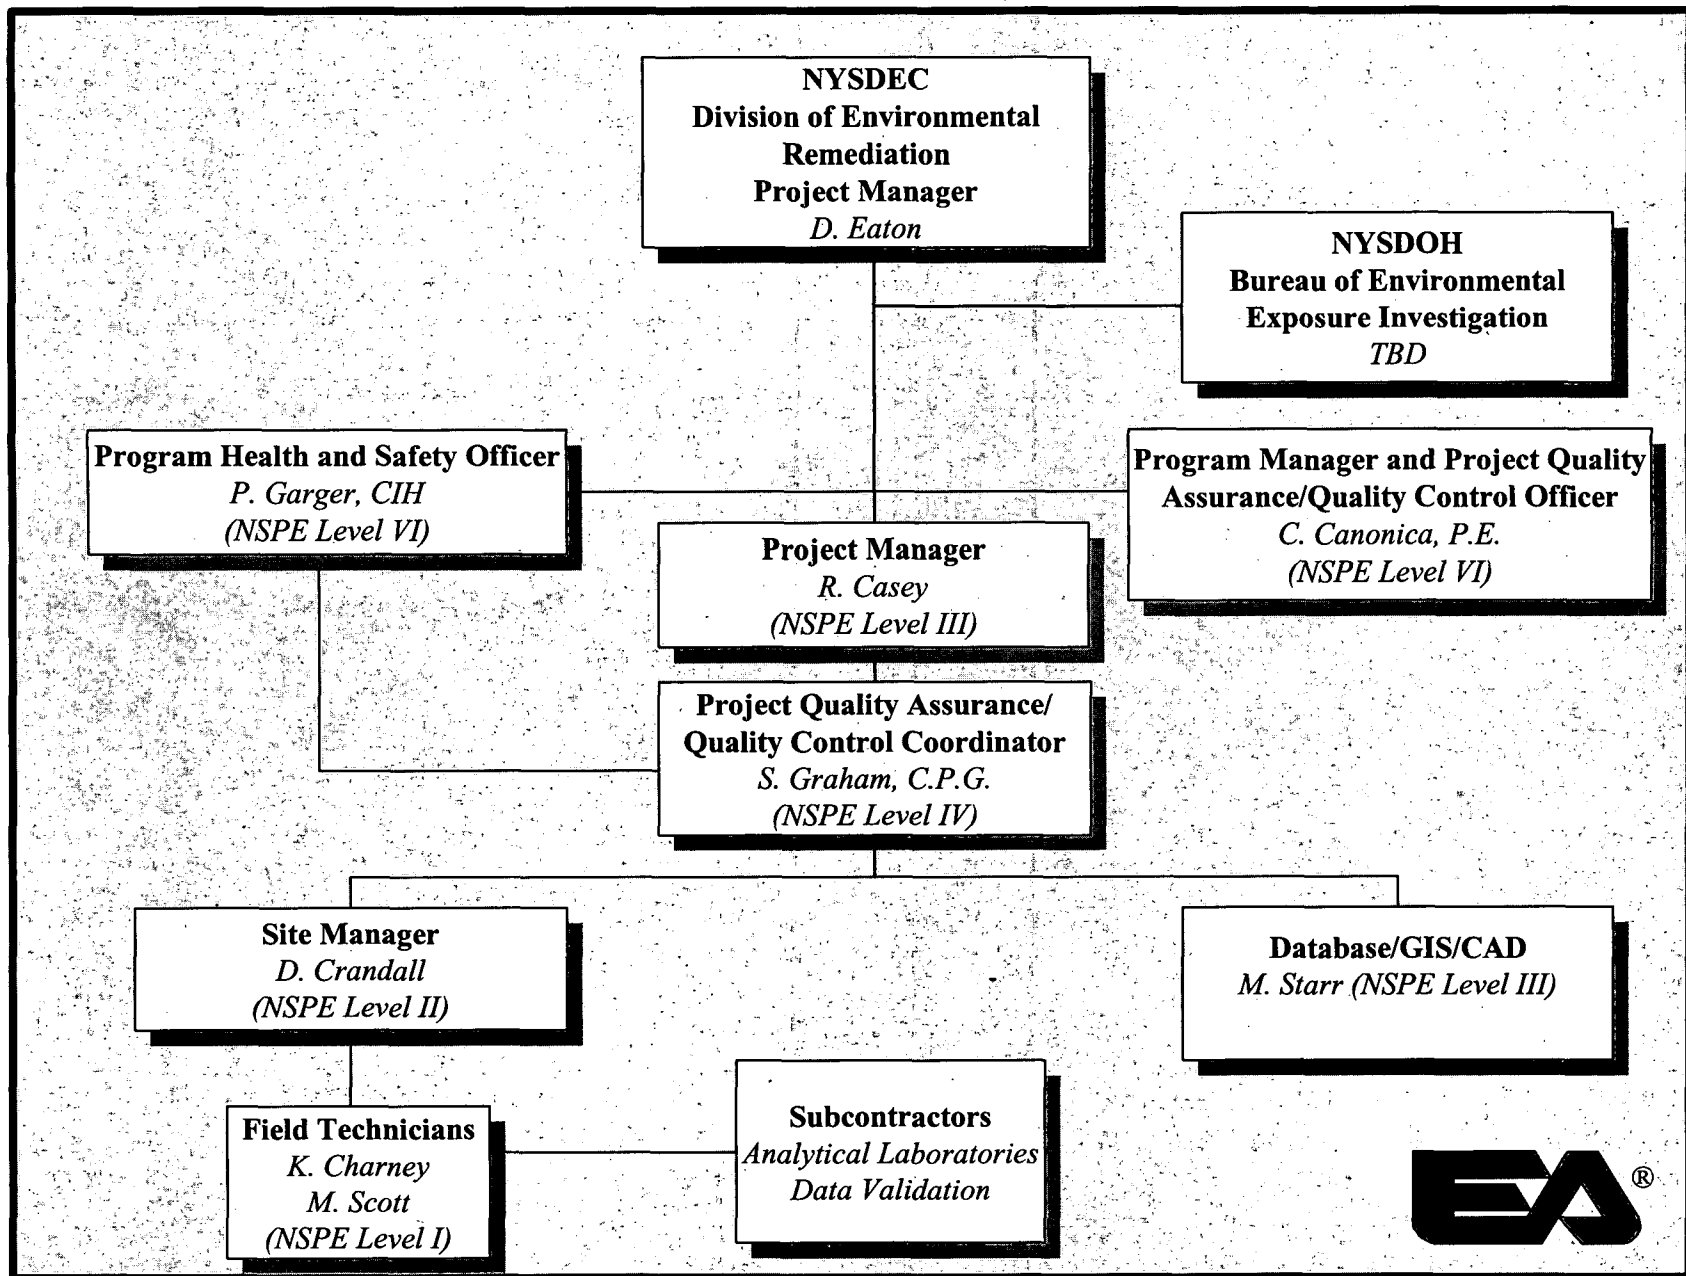 NYSDEC
Division of Environmental
Remediation
Project Manager
D. Eaton
NYSDOH
Bureau of Environmental
Exposure Investigation
TBD
Program Health and Safety Officer
P. Garger, CIH
(NSPE Level VI)
Program Manager and Project Quality
Assurance/Quality Control Officer
C. Canonica, P.E.
(NSPE Level VI)
Project Manager
R. Casey
(NSPE Level III)
Project Quality Assurance/
Quality Control Coordinator
S. Graham, C.P.G.
(NSPE Level IV)
Site Manager
D. Crandall
(NSPE Level II)
Database/GIS/CAD
M. Starr (NSPE Level III)
Field Technicians
K. Charney
M. Scott
(NSPE Level I)
Subcontractors
Analytical Laboratories
Data Validation
EA®